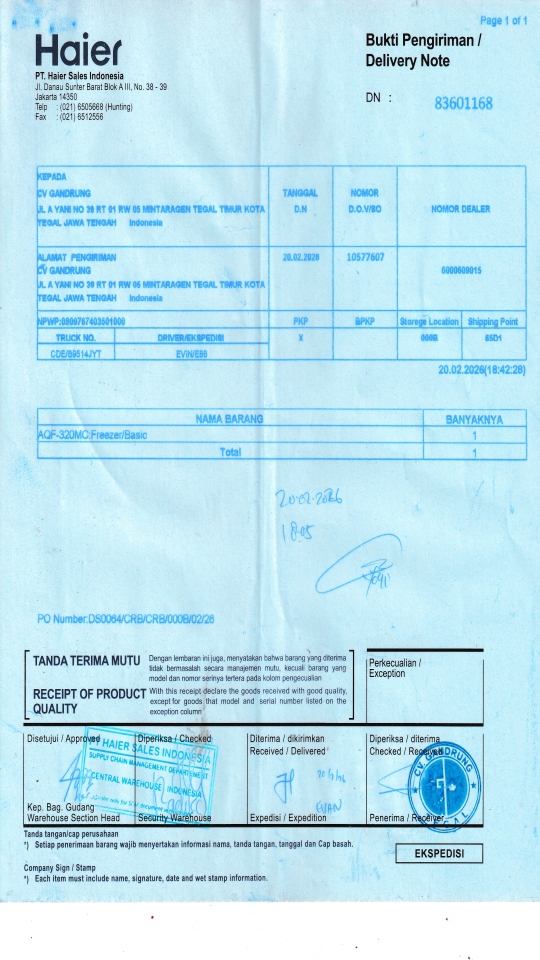 Page 1 of 1
Haier
Bukti Pengiriman /
Delivery Note
PT. Haier Sales Indonesia
Jl. Danau Sunter Barat Blok A III, No. 38 - 39
Jakarta 14350
Telp : (021) 6505668 (Hunting)
Fax : (021) 6512556
DN : 83601168
KEPADA
CV GANDRUNG
JL A YANI NO 39 RT 01 RW 05 MINTARAGEN TEGAL TIMUR KOTA
TEGAL JAWA TENGAH Indonesia
TANGGAL
D.N
NOMOR
D.O.V/SO
NOMOR DEALER
ALAMAT PENGIRIMAN
CV GANDRUNG
JL A YANI NO 39 RT 01 RW 05 MINTARAGEN TEGAL TIMUR KOTA
TEGAL JAWA TENGAH Indonesia
20.02.2026
10577607
NPWP:
PKP
BPKP
Storege Location
Shipping Point
TRUCK NO.
DRIVER/EKSPEDISI
X
000B
CDE/B9514JYT
20.02.2026(18:42:28)
NAMA BARANG
BANYAKNYA
AQF-320MC:Freezer/Basic
1
Total
1
20-02-2026
18.05
PO Number:DS0064/CRB/CRB/000B/02/26
TANDA TERIMA MUTU
Dengan lembaran ini juga, menyatakan bahwa barang yang diterima
tidak bermasalah secara manajemen mutu, kecuali barang yang
model dan nomor serinya tertera pada kolom pengecualian
RECEIPT OF PRODUCT
QUALITY
With this receipt declare the goods received with good quality,
except for goods that model and serial number listed on the
exception column
Perkecualian /
Exception
Disetujui / Approved
Diperiksa / Checked
Diterima / dikirimkan
Received / Delivered
Diperiksa / diterima
Checked / Received
PT HAIER SALES INDONESIA
SUPPLY CHAIN MANAGEMENT DEPARTEMENT
CENTRAL WAREHOUSE INDONESIA
CV GANDRUNG
TEGAL
Kep. Bag. Gudang
Warehouse Section Head
Security Warehouse
Expedisi / Expedition
Penerima / Receiver
Tanda tangan/cap perusahaan
*) Setiap penerimaan barang wajib menyertakan informasi nama, tanda tangan, tanggal dan Cap basah.
EKSPEDISI
Company Sign / Stamp
*) Each item must include name, signature, date and wet stamp information.